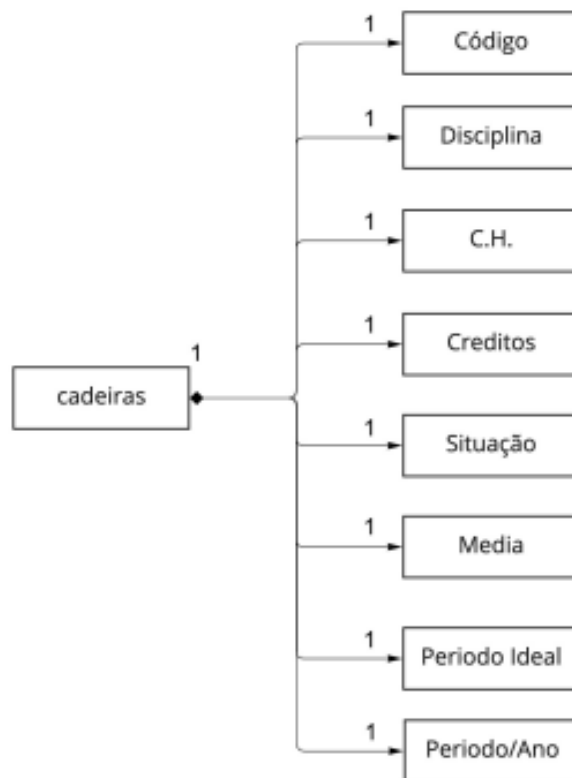 1
Código
1
Disciplina
1
C.H.
1
Creditos
1
cadeiras
1
Situação
1
Media
1
Periodo Ideal
1
Periodo/Ano